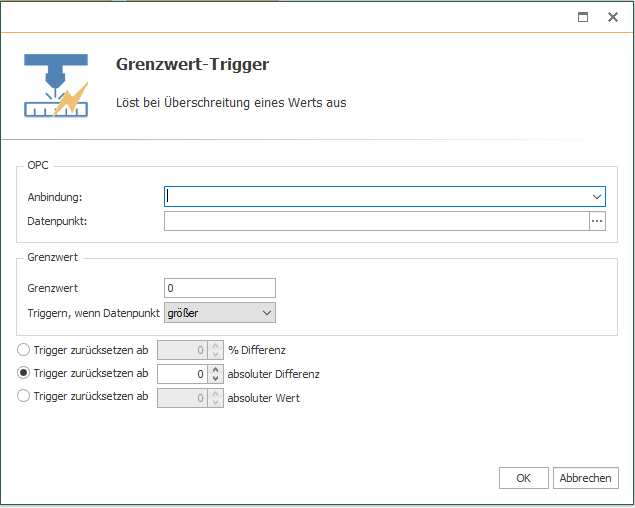 Grenzwert-Trigger
Löst bei Überschreitung eines Werts aus
OPC
Anbindung:
Datenpunkt:
...
Grenzwert
Grenzwert 0
Triggern, wenn Datenpunkt größer
Trigger zurücksetzen ab 0 % Differenz
Trigger zurücksetzen ab 0 absoluter Differenz
Trigger zurücksetzen ab 0 absoluter Wert
OK Abbrechen